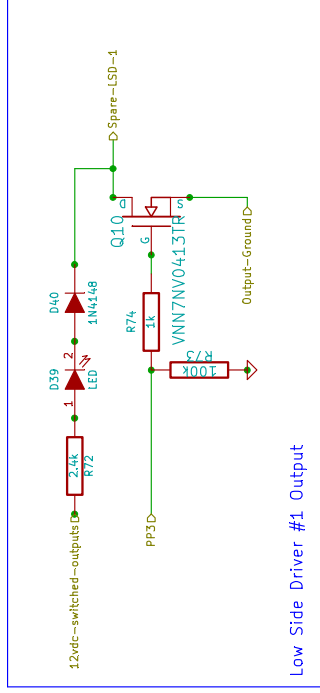 Spare-LSD-1
D
S
Q10
G
VNN7NV0413TR
Output-Ground
D40
1N4148
R74
1k
R73
100k
D39
2
LED
1
2.4k
R72
12vdc-switched-outputs
PP3
Low Side Driver #1 Output